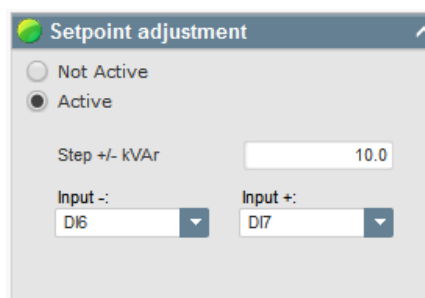 Setpoint adjustment
Not Active
Active
Step +/- kVAr 10.0
Input -: Input +:
DI6 DI7